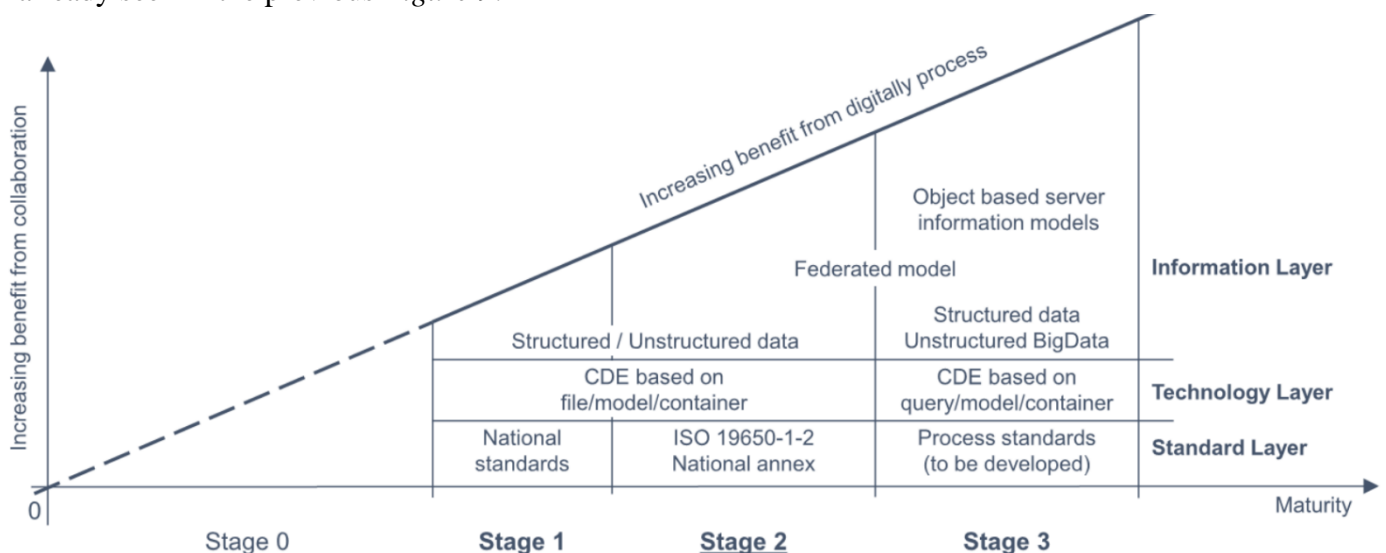 Increasing benefit from collaboration
Increasing benefit from digitally process
Object based server
information models
Federated model
Information Layer
Structured data
Unstructured BigData
Structured / Unstructured data
CDE based on
file/model/container
CDE based on
query/model/container
Technology Layer
National
standards
ISO 19650-1-2
National annex
Process standards
(to be developed)
Standard Layer
0
Maturity
Stage 0
Stage 1
Stage 2
Stage 3